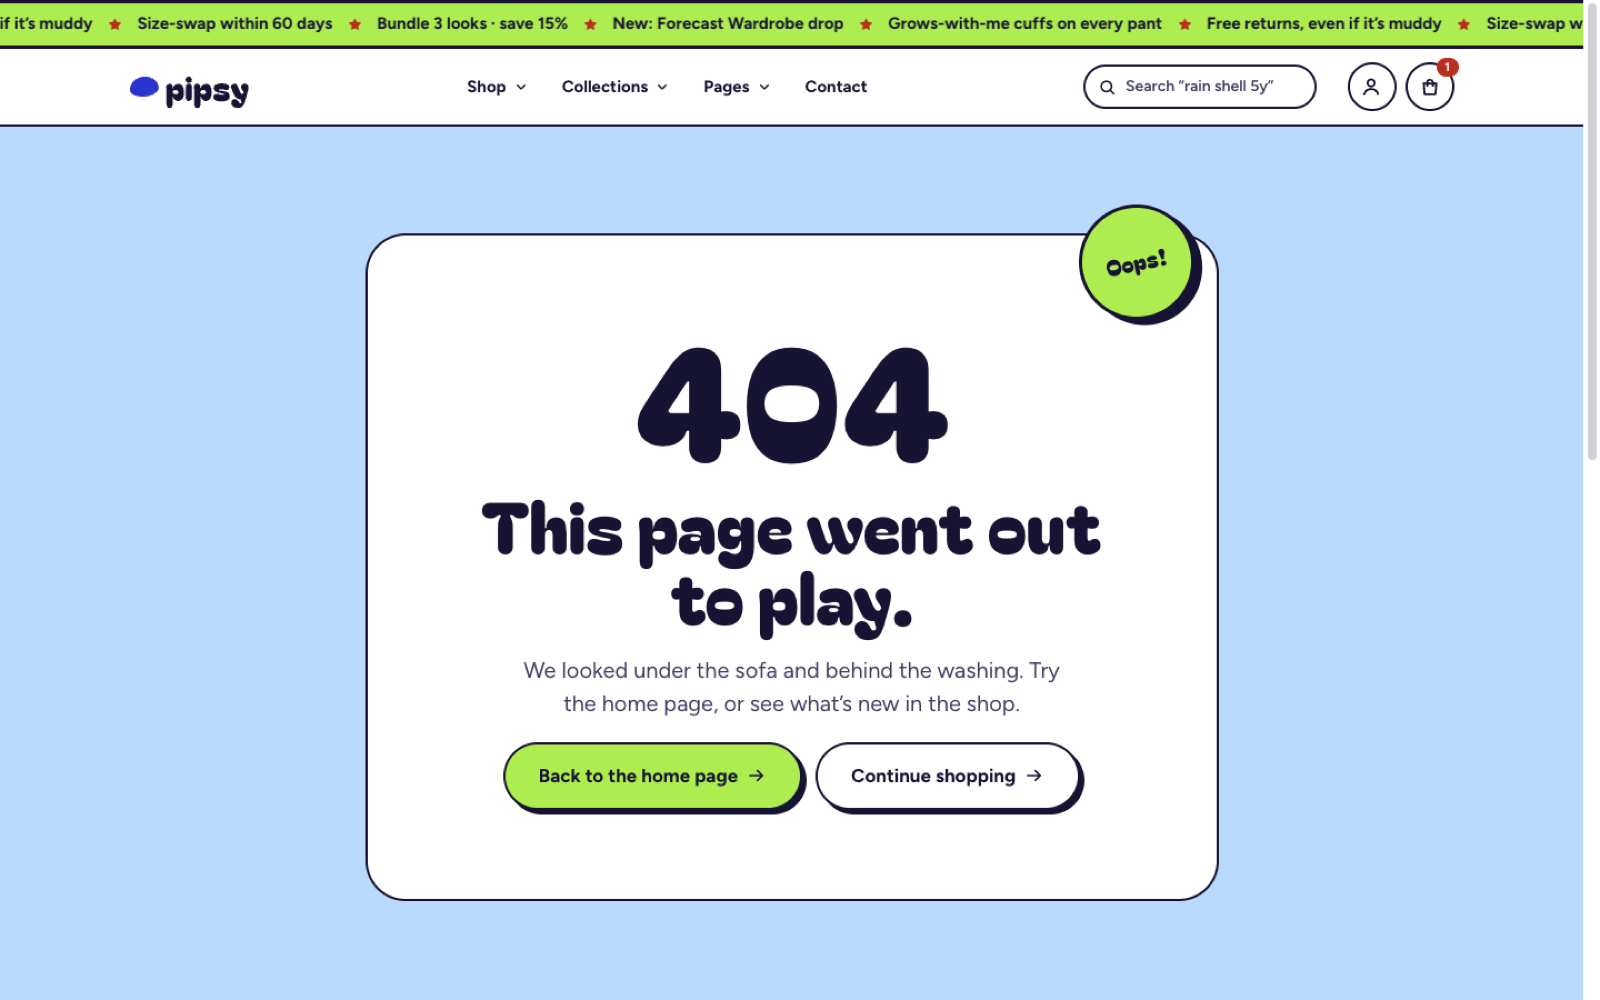 if it’s muddy ★ Size-swap within 60 days ★ Bundle 3 looks · save 15% ★ New: Forecast Wardrobe drop ★ Grows-with-me cuffs on every pant ★ Free returns, even if it’s muddy ★ Size-swap w
pipsy
Shop Collections Pages Contact
Search “rain shell 5y”
1
Oops!
404
This page went out
to play.
We looked under the sofa and behind the washing. Try
the home page, or see what’s new in the shop.
Back to the home page →
Continue shopping →